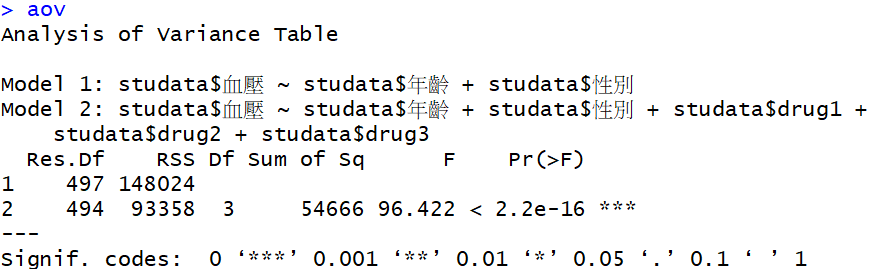 > aov
Analysis of Variance Table
Model 1: studata$血壓 ~ studata$年齡 + studata$性別
Model 2: studata$血壓 ~ studata$年齡 + studata$性別 + studata$drug1 +
studata$drug2 + studata$drug3
Res.Df RSS Df Sum of Sq F Pr(>F)
1 497 148024
2 494 93358 3 54666 96.422 < 2.2e-16 ***
---
Signif. codes: 0 ‘***’ 0.001 ‘**’ 0.01 ‘*’ 0.05 ‘.’ 0.1 ‘ ’ 1